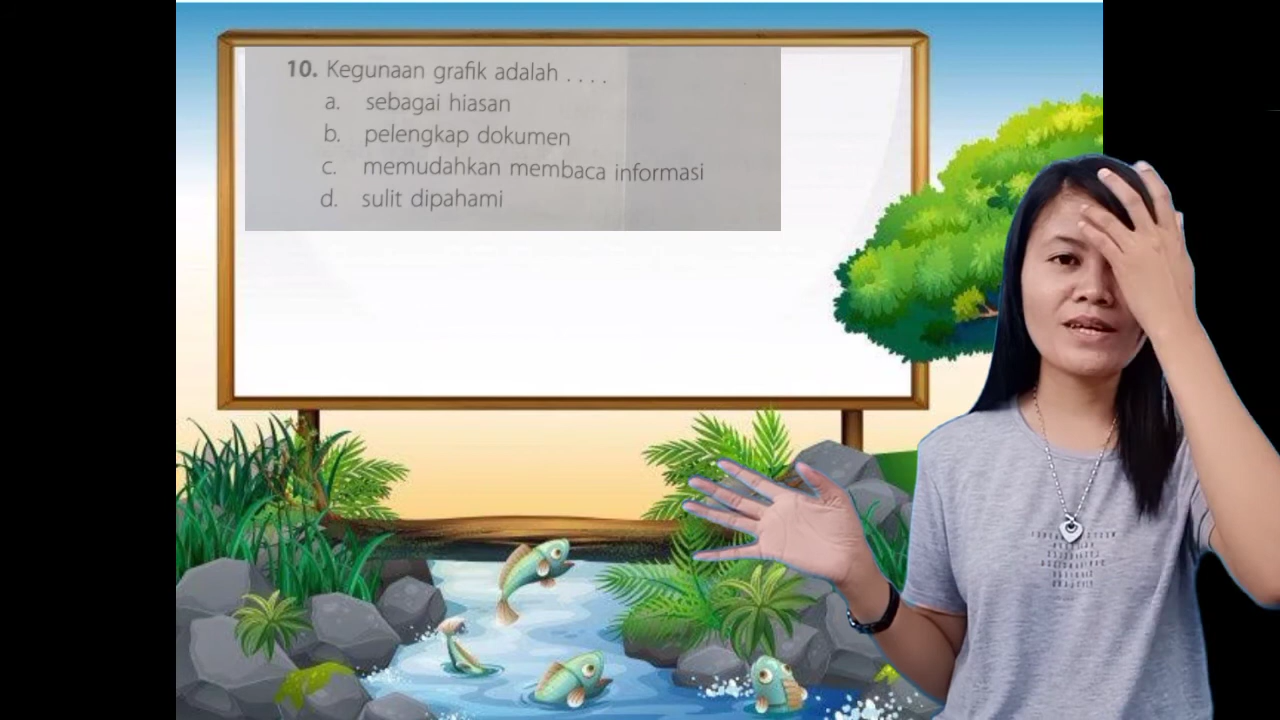 10. Kegunaan grafik adalah . . . .
a. sebagai hiasan
b. pelengkap dokumen
c. memudahkan membaca informasi
d. sulit dipahami